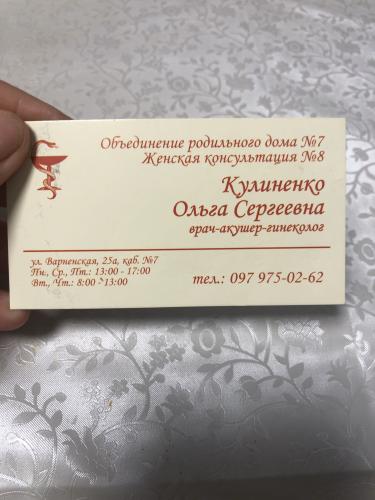 Объединение родильного дома №7
Женская консультация №8
Кулиненко
Ольга Сергеевна
врач-акушер-гинеколог
ул. Варненская, 25а, каб. №7
Пн., Ср., Пт.: 13:00 - 17:00
Вт., Чт.: 8:00 - 13:00
тел.: 097 975-02-62